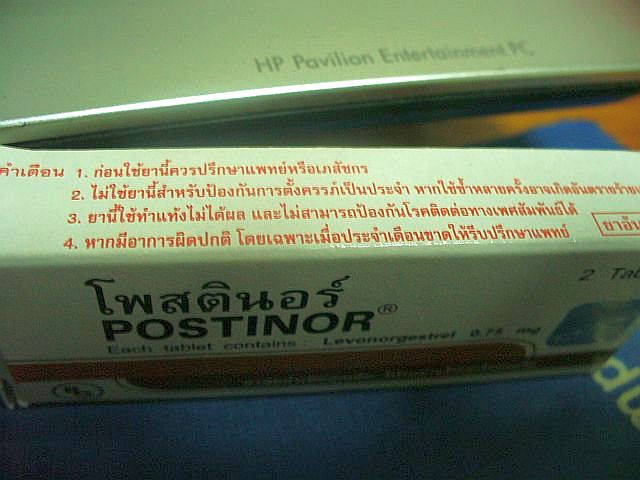 HP Pavilion Entertainment PC
คำเตือน 1. ก่อนใช้ยานี้ควรปรึกษาแพทย์หรือเภสัชกร
2. ไม่ใช้ยานี้สำหรับป้องกันการตั้งครรภ์เป็นประจำ หากใช้ซ้ำหลายครั้งอาจเกิดอันตรายร้าย
3. ยานี้ใช้ทำแท้งไม่ได้ผล และไม่สามารถป้องกันโรคติดต่อทางเพศสัมพันธ์ได้
ยาอัน
4. หากมีอาการผิดปกติ โดยเฉพาะเมื่อประจำเดือนขาดให้รีบปรึกษาแพทย์
โพสตินอร์
2 Tab
POSTINOR®
Each tablet contains : Levonorgestrel 0.75 mg